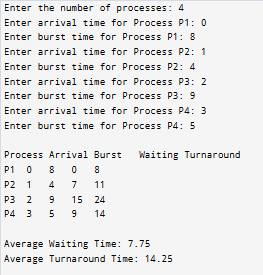 Enter the number of processes: 4
Enter arrival time for Process P1: 0
Enter burst time for Process P1: 8
Enter arrival time for Process P2: 1
Enter burst time for Process P2: 4
Enter arrival time for Process P3: 2
Enter burst time for Process P3: 9
Enter arrival time for Process P4: 3
Enter burst time for Process P4: 5

Process Arrival Burst   Waiting Turnaround
P1  0   8   0   8
P2  1   4   7   11
P3  2   9   15  24
P4  3   5   9   14

Average Waiting Time: 7.75
Average Turnaround Time: 14.25